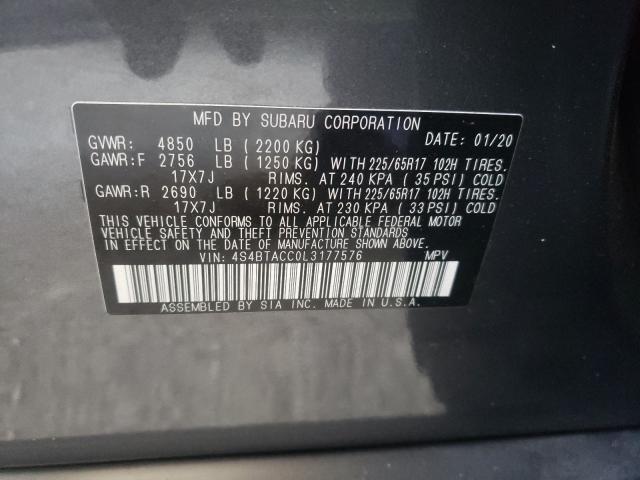 MFD BY SUBARU CORPORATION
GVWR: 4850 LB ( 2200 KG) DATE: 01/20
GAWR:F 2756 LB ( 1250 KG) WITH 225/65R17 102H TIRES.
17X7J RIMS. AT 240 KPA ( 35 PSI) COLD
GAWR:R 2690 LB ( 1220 KG) WITH 225/65R17 102H TIRES.
17X7J RIMS. AT 230 KPA ( 33 PSI) COLD
THIS VEHICLE CONFORMS TO ALL APPLICABLE FEDERAL MOTOR
VEHICLE SAFETY AND THEFT PREVENTION STANDARDS
IN EFFECT ON THE DATE OF MANUFACTURE SHOWN ABOVE.
VIN: 4S4BTACC0L3177576 MPV
ASSEMBLED BY SIA INC. MADE IN U.S.A.